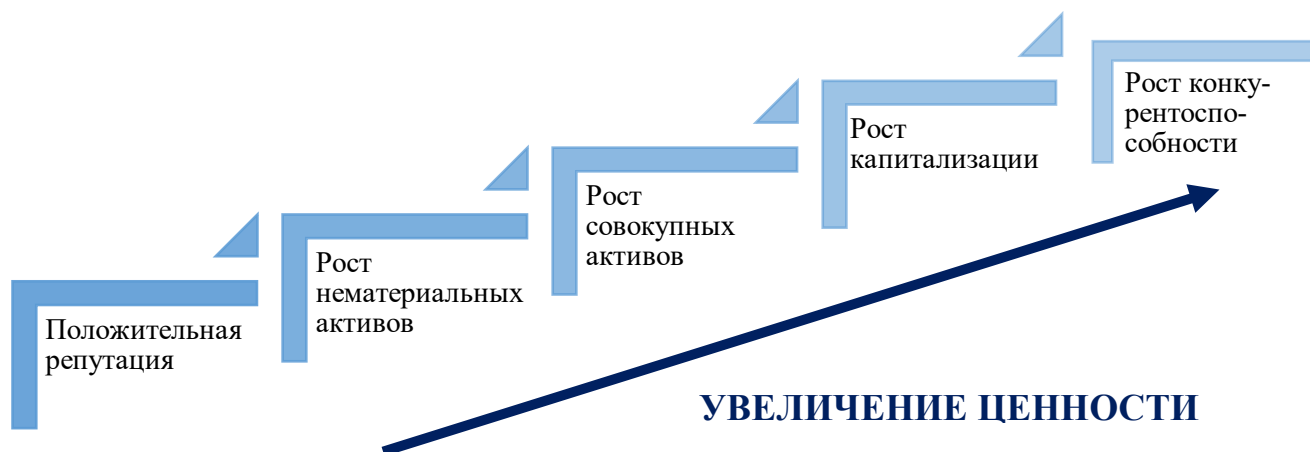 Положительная
репутация
Рост
нематериальных
активов
Рост
совокупных
активов
Рост
капитализации
Рост конку-
рентоспо-
собности
УВЕЛИЧЕНИЕ ЦЕННОСТИ